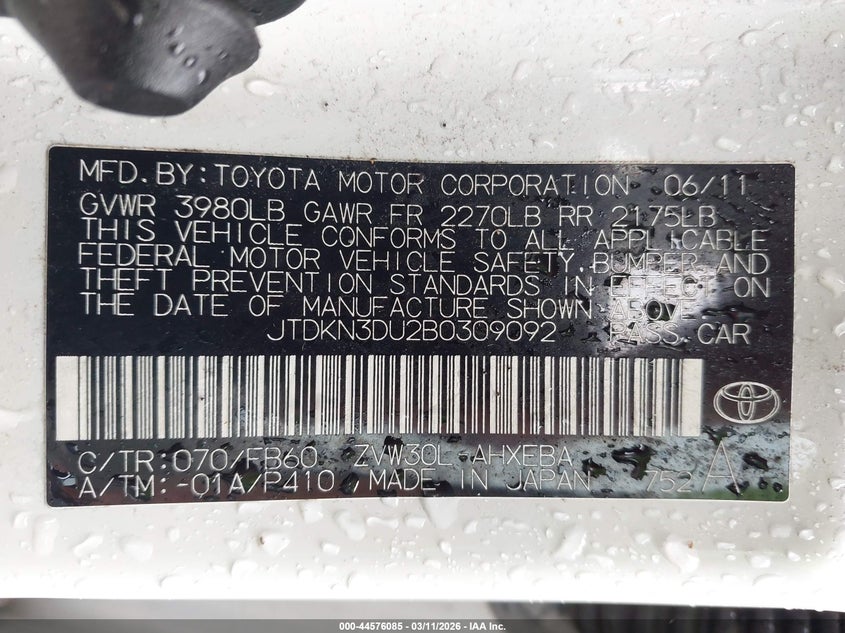 MFD.BY:TOYOTA MOTOR CORPORATION 06/11
GVWR 3980LB GAWR FR 2270LB RR 2175LB
THIS VEHICLE CONFORMS TO ALL APPLICABLE
FEDERAL MOTOR VEHICLE SAFETY,BUMPER AND
THEFT PREVENTION STANDARDS IN EFFECT ON
THE DATE OF MANUFACTURE SHOWN ABOVE.
JTDKN3DU2B0309092 PASS.CAR
C/TR:070/FB60 ZVW30L-AHXEBA
A/TM:-01A/P410 ,MADE IN JAPAN 752 A
000-44576085 - 03/11/2026 - IAA Inc.